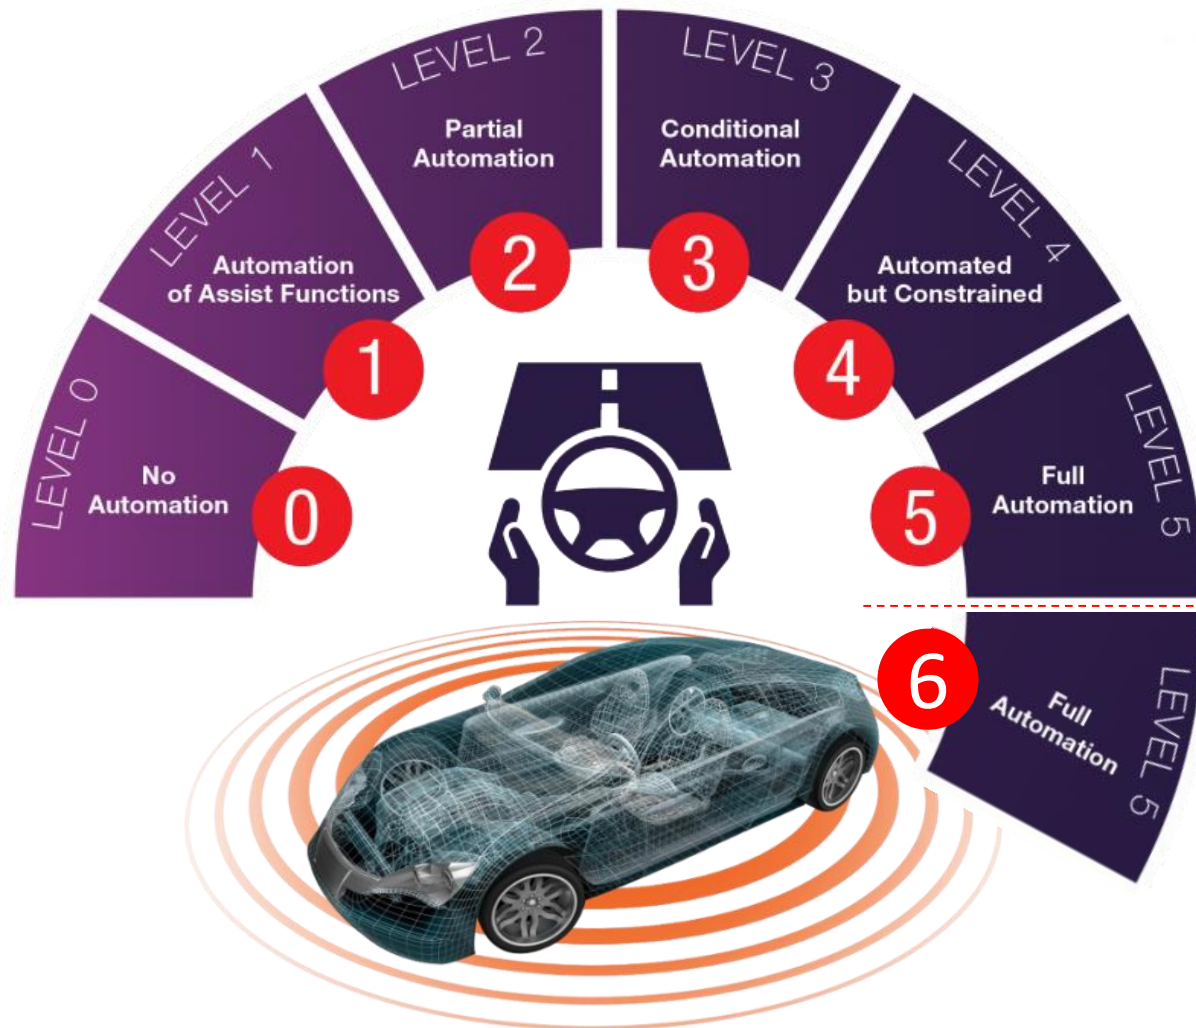 LEVEL 0
No
Automation
0
LEVEL 1
Automation
of Assist Functions
1
LEVEL 2
Partial
Automation
2
LEVEL 3
Conditional
Automation
3
LEVEL 4
Automated
but Constrained
4
LEVEL 5
Full
Automation
5
LEVEL 5
Full
Automation
6